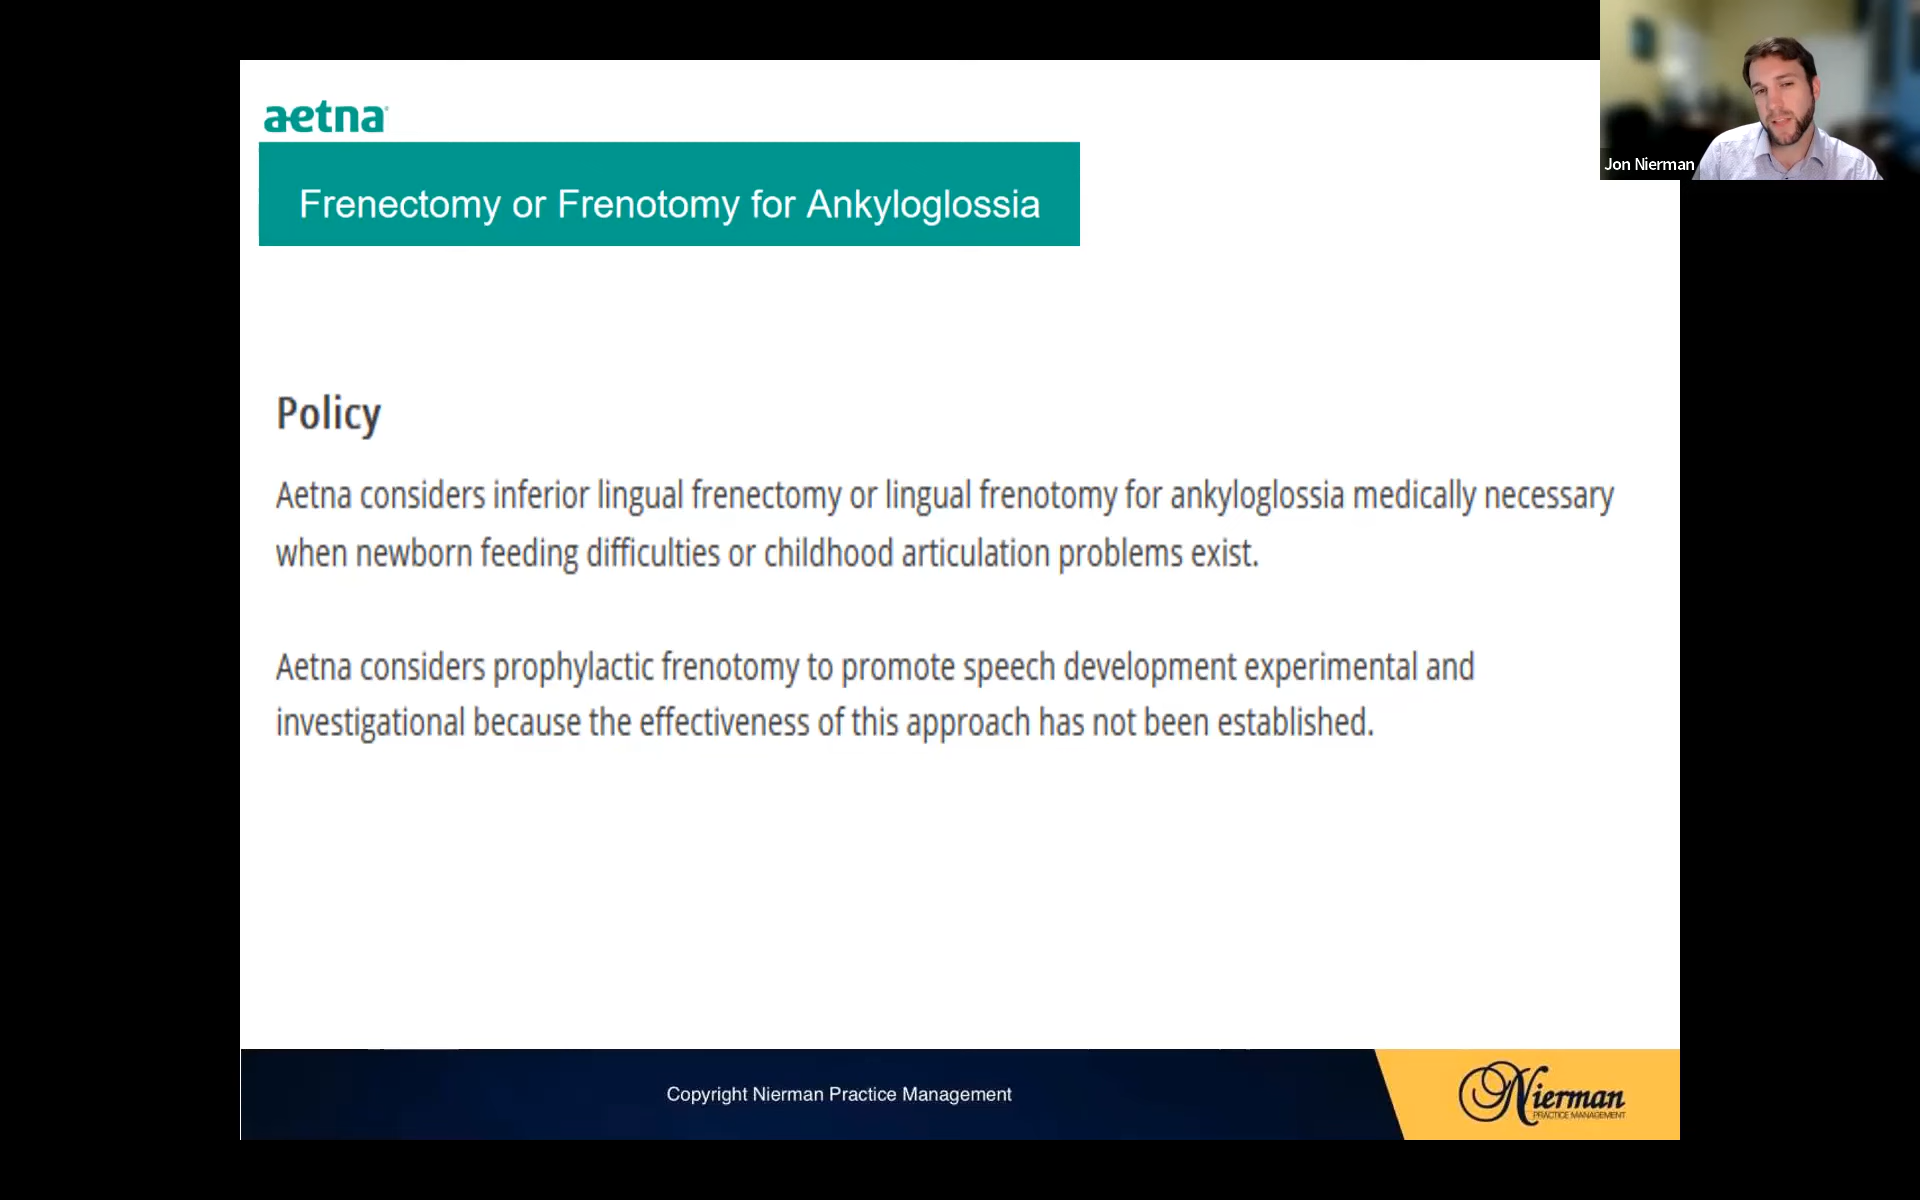 aetna
Frenectomy or Frenotomy for Ankyloglossia
Jon Nierman
Policy
Aetna considers inferior lingual frenectomy or lingual frenotomy for ankyloglossia medically necessary
when newborn feeding difficulties or childhood articulation problems exist.
Aetna considers prophylactic frenotomy to promote speech development experimental and
investigational because the effectiveness of this approach has not been established.
Copyright Nierman Practice Management
Nierman
PRACTICE MANAGEMENT